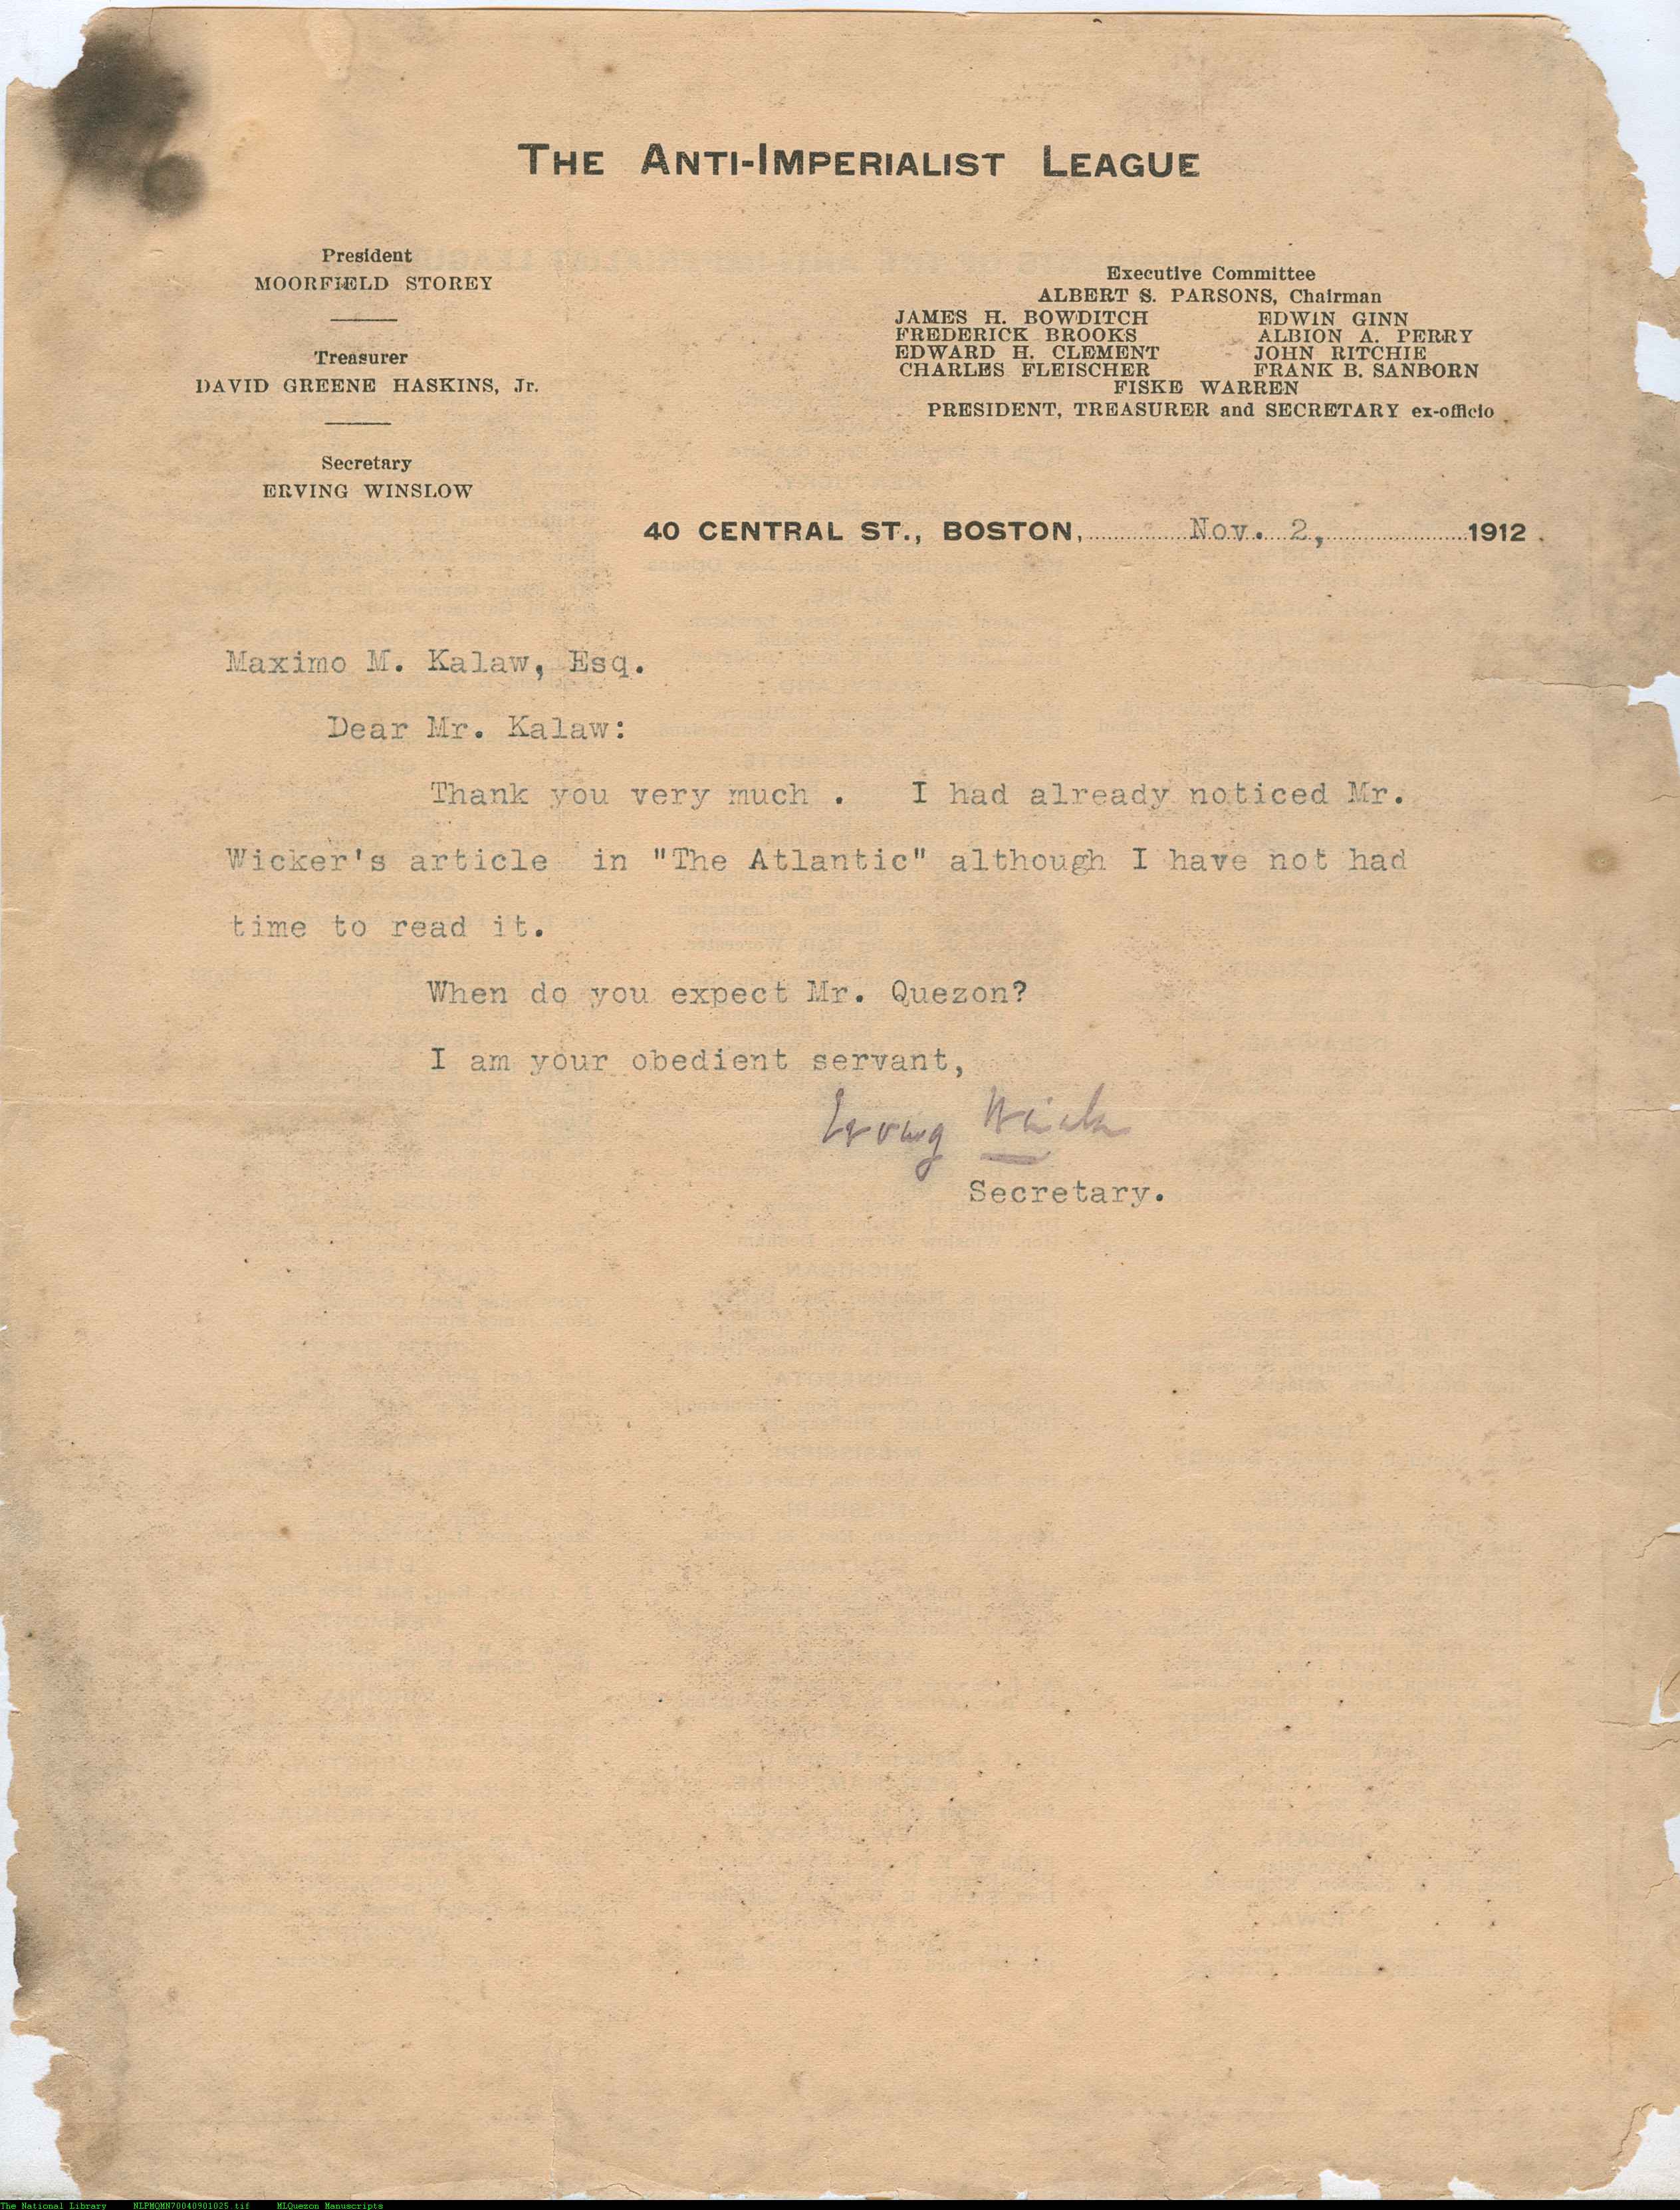 THE ANTI-IMPERIALIST LEAGUE
President
MOORFIELD STOREY
Treasurer
DAVID GREENE HASKINS, Jr.
Secretary
ERVING WINSLOW
Executive Committee
ALBERT S. PARSONS, Chairman
JAMES H. BOWDITCH EDWIN GINN
FREDERICK BROOKS ALBION A. PERRY
EDWARD H. CLEMENT JOHN RITCHIE
CHARLES FLEISCHER FRANK B. SANBORN
FISKE WARREN
PRESIDENT, TREASURER and SECRETARY ex-officio
40 CENTRAL ST., BOSTON, Nov. 2, 1912.
Maximo M. Kalaw, Esq.
Dear Mr. Kalaw:
Thank you very much . I had already noticed Mr.
Wicker's article in "The Atlantic" although I have not had
time to read it.
When do you expect Mr. Quezon?
I am your obedient servant,
Erving Winslow
Secretary.
The National Library NLPMQMN70040901025.tif MLQuezon Manuscripts